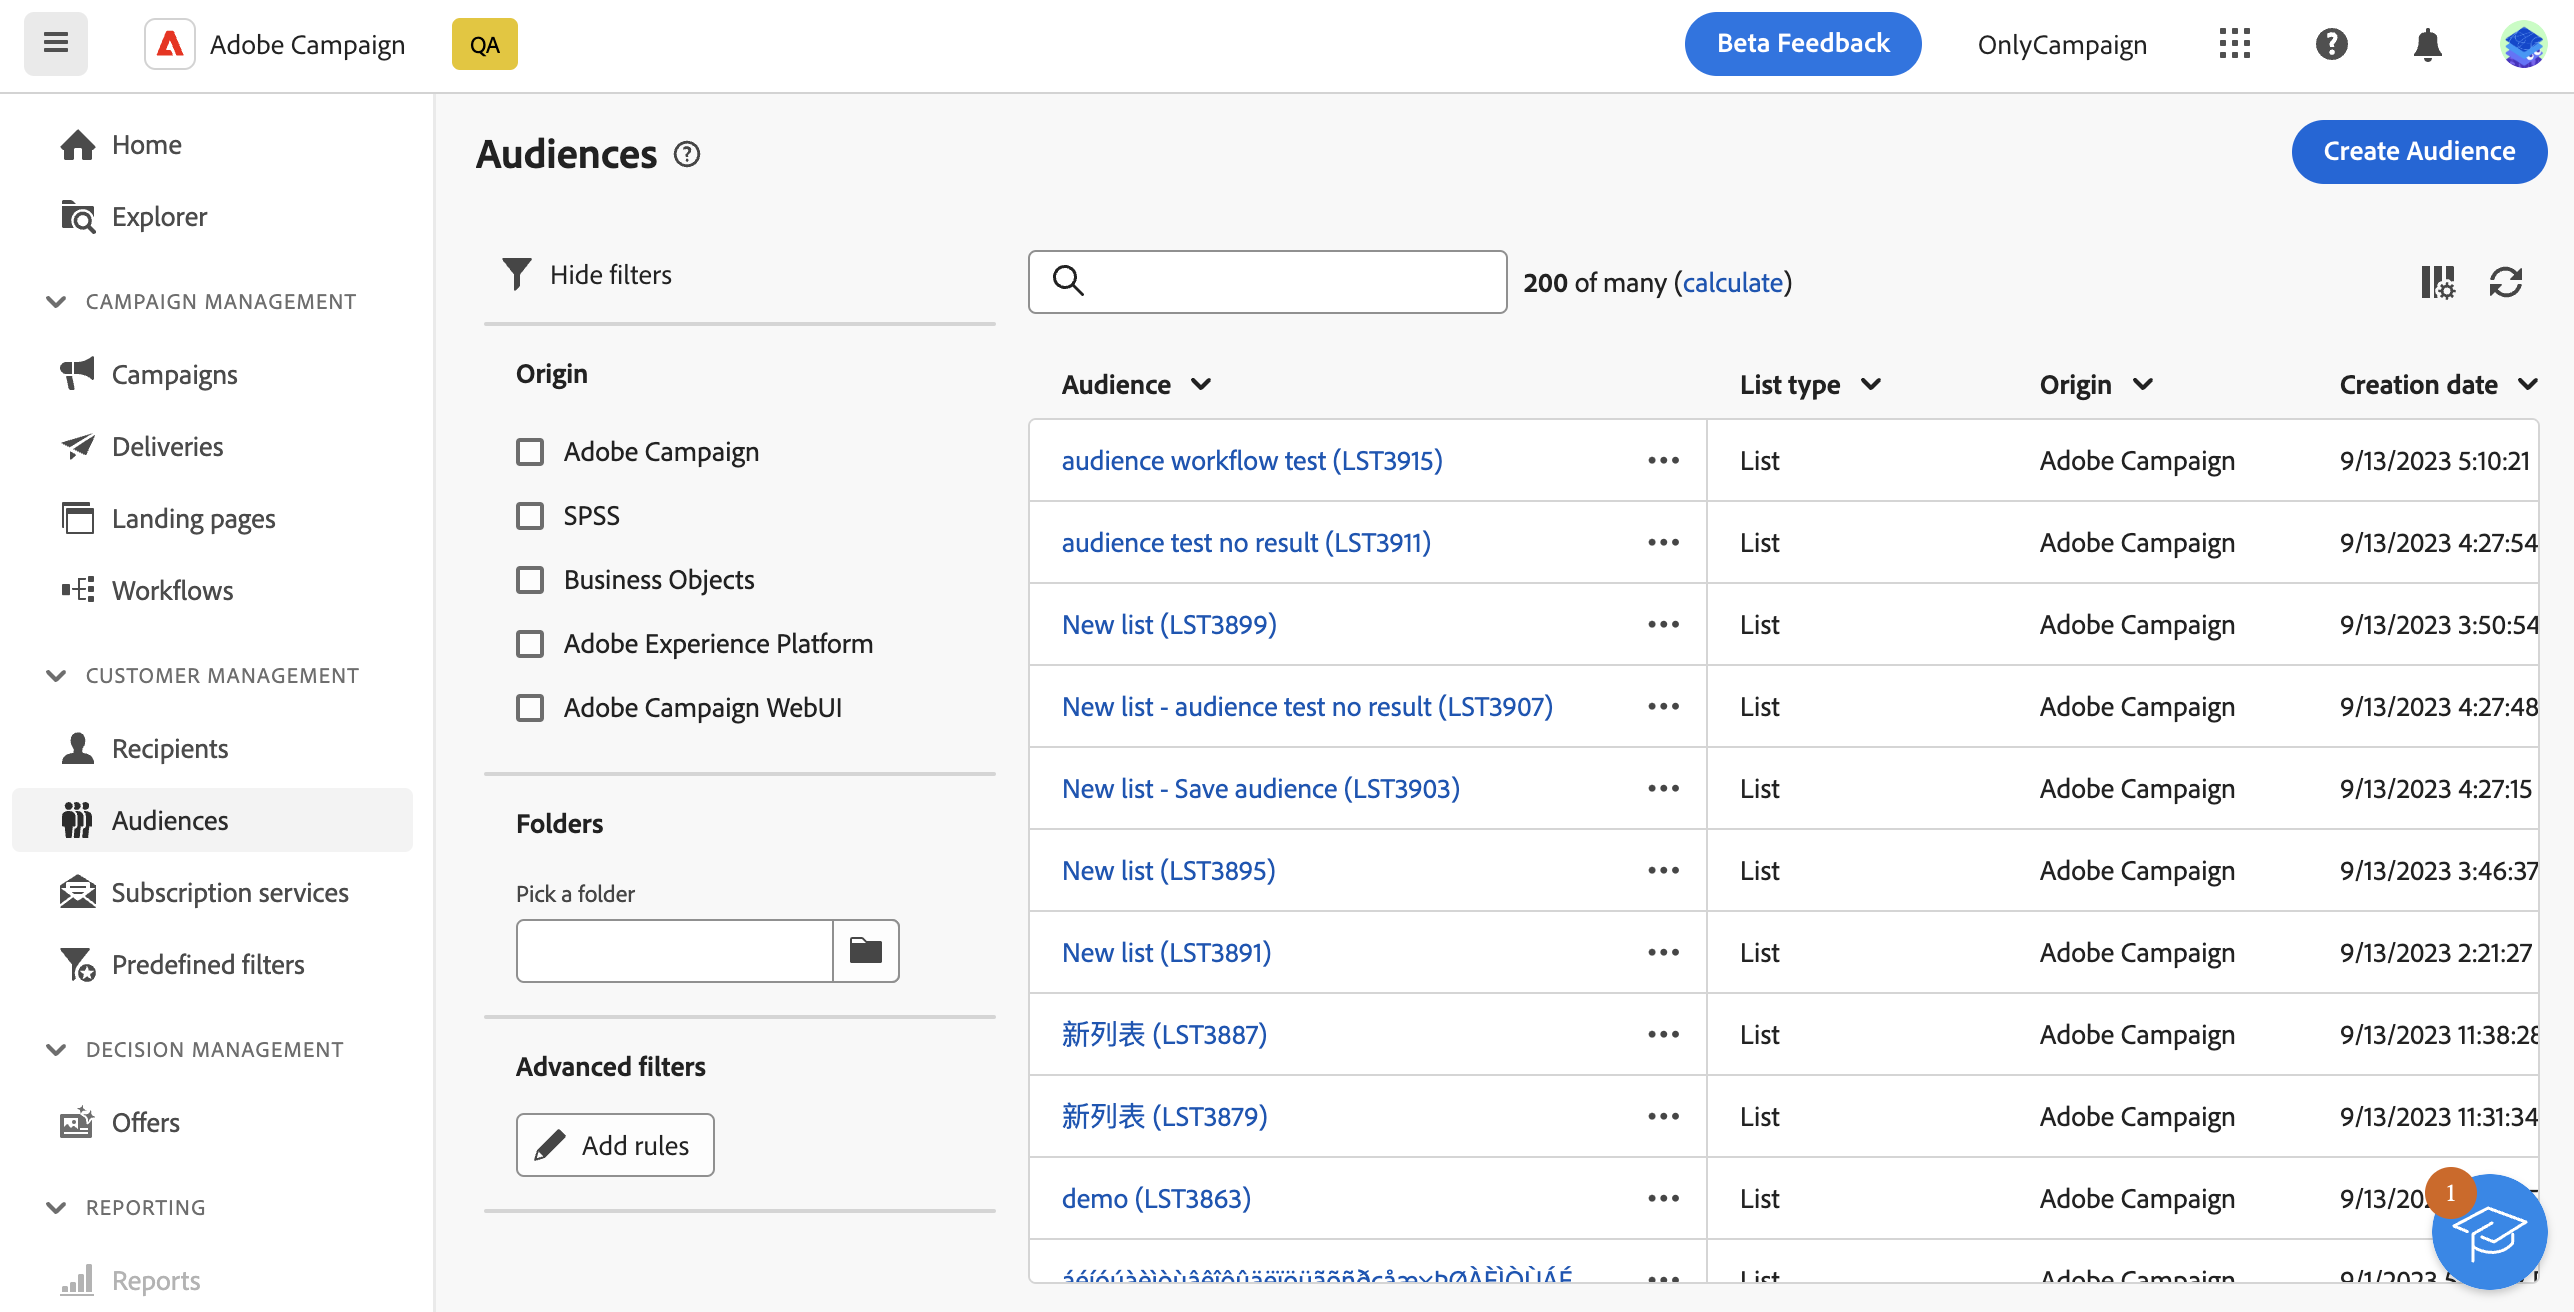 Adobe Campaign
QA
Beta Feedback
OnlyCampaign
Home
Explorer
CAMPAIGN MANAGEMENT
Campaigns
Deliveries
Landing pages
Workflows
CUSTOMER MANAGEMENT
Recipients
Audiences
Subscription services
Predefined filters
DECISION MANAGEMENT
Offers
REPORTING
Reports
Audiences
Create Audience
Hide filters
Origin
Adobe Campaign
SPSS
Business Objects
Adobe Experience Platform
Adobe Campaign WebUI
Folders
Pick a folder
Advanced filters
Add rules
200 of many (calculate)
Audience List type Origin Creation date
audience workflow test (LST3915) List Adobe Campaign 9/13/2023 5:10:21
audience test no result (LST3911) List Adobe Campaign 9/13/2023 4:27:54
New list (LST3899) List Adobe Campaign 9/13/2023 3:50:54
New list - audience test no result (LST3907) List Adobe Campaign 9/13/2023 4:27:48
New list - Save audience (LST3903) List Adobe Campaign 9/13/2023 4:27:15
New list (LST3895) List Adobe Campaign 9/13/2023 3:46:37
New list (LST3891) List Adobe Campaign 9/13/2023 2:21:27
新列表 (LST3887) List Adobe Campaign 9/13/2023 11:38:28
新列表 (LST3879) List Adobe Campaign 9/13/2023 11:31:34
demo (LST3863) List Adobe Campaign 9/13/20
List Adobe Campaign 9/1/2023
1